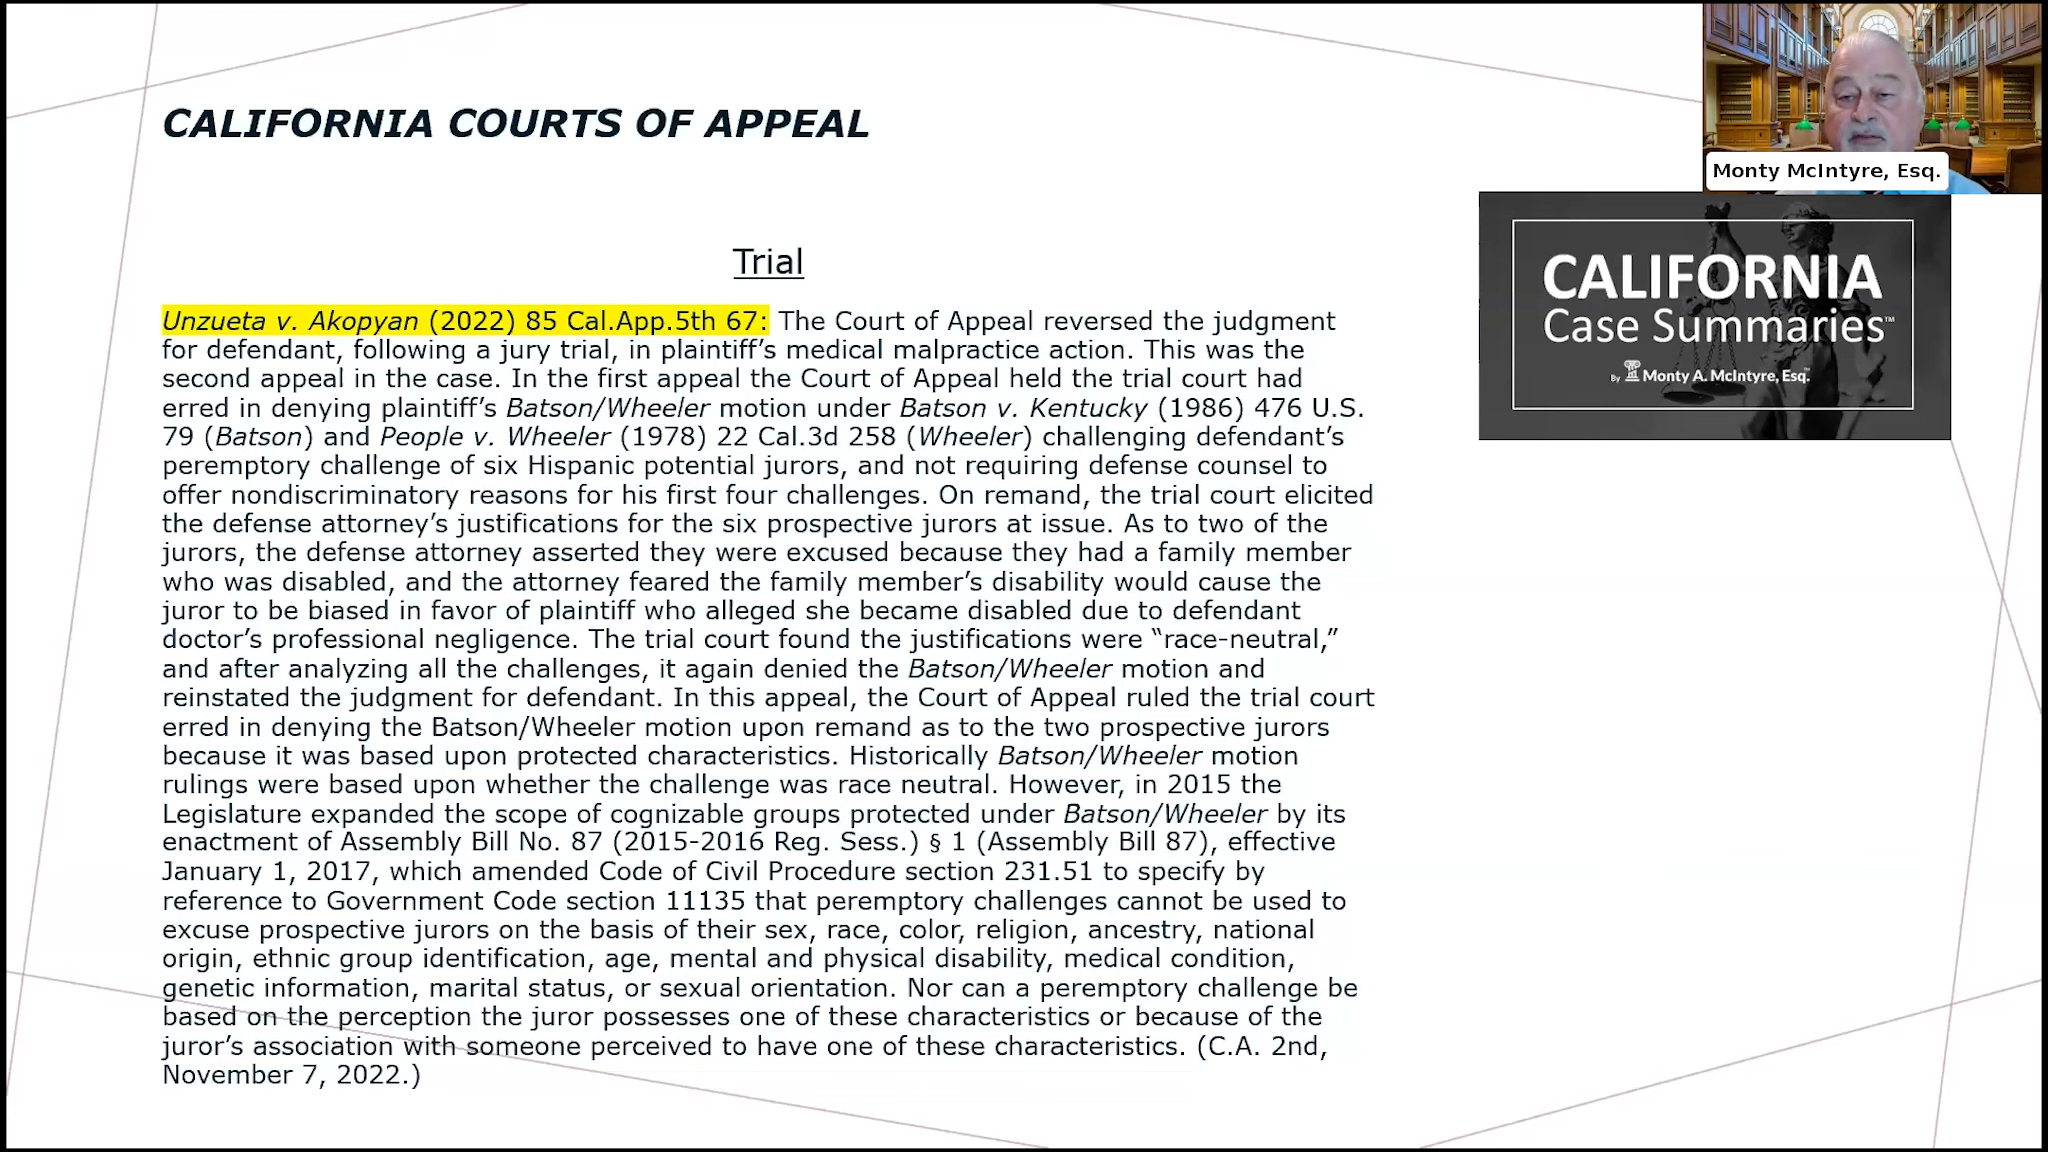 CALIFORNIA COURTS OF APPEAL
Monty McIntyre, Esq.
CALIFORNIA
Case Summaries™
By Monty A. McIntyre, Esq.
Trial
Unzueta v. Akopyan (2022) 85 Cal.App.5th 67: The Court of Appeal reversed the judgment
for defendant, following a jury trial, in plaintiff’s medical malpractice action. This was the
second appeal in the case. In the first appeal the Court of Appeal held the trial court had
erred in denying plaintiff’s Batson/Wheeler motion under Batson v. Kentucky (1986) 476 U.S.
79 (Batson) and People v. Wheeler (1978) 22 Cal.3d 258 (Wheeler) challenging defendant’s
peremptory challenge of six Hispanic potential jurors, and not requiring defense counsel to
offer nondiscriminatory reasons for his first four challenges. On remand, the trial court elicited
the defense attorney’s justifications for the six prospective jurors at issue. As to two of the
jurors, the defense attorney asserted they were excused because they had a family member
who was disabled, and the attorney feared the family member’s disability would cause the
juror to be biased in favor of plaintiff who alleged she became disabled due to defendant
doctor’s professional negligence. The trial court found the justifications were “race-neutral,”
and after analyzing all the challenges, it again denied the Batson/Wheeler motion and
reinstated the judgment for defendant. In this appeal, the Court of Appeal ruled the trial court
erred in denying the Batson/Wheeler motion upon remand as to the two prospective jurors
because it was based upon protected characteristics. Historically Batson/Wheeler motion
rulings were based upon whether the challenge was race neutral. However, in 2015 the
Legislature expanded the scope of cognizable groups protected under Batson/Wheeler by its
enactment of Assembly Bill No. 87 (2015-2016 Reg. Sess.) § 1 (Assembly Bill 87), effective
January 1, 2017, which amended Code of Civil Procedure section 231.51 to specify by
reference to Government Code section 11135 that peremptory challenges cannot be used to
excuse prospective jurors on the basis of their sex, race, color, religion, ancestry, national
origin, ethnic group identification, age, mental and physical disability, medical condition,
genetic information, marital status, or sexual orientation. Nor can a peremptory challenge be
based on the perception the juror possesses one of these characteristics or because of the
juror’s association with someone perceived to have one of these characteristics. (C.A. 2nd,
November 7, 2022.)